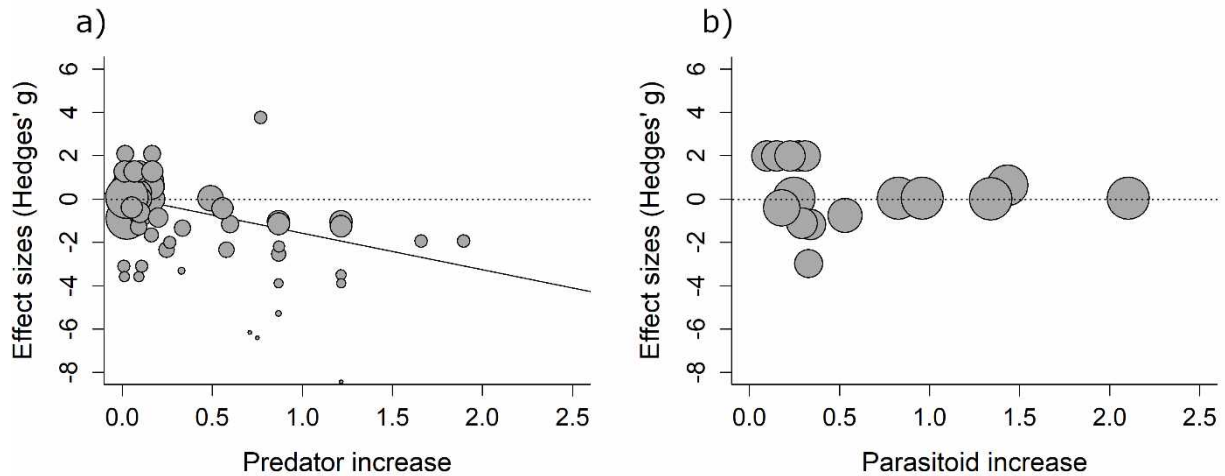 a)
Effect sizes (Hedges' g)
6
4
2
0
-2
-4
-6
-8
0.0 0.5 1.0 1.5 2.0 2.5
Predator increase
b)
Effect sizes (Hedges' g)
6
4
2
0
-2
-4
-6
-8
0.0 0.5 1.0 1.5 2.0 2.5
Parasitoid increase